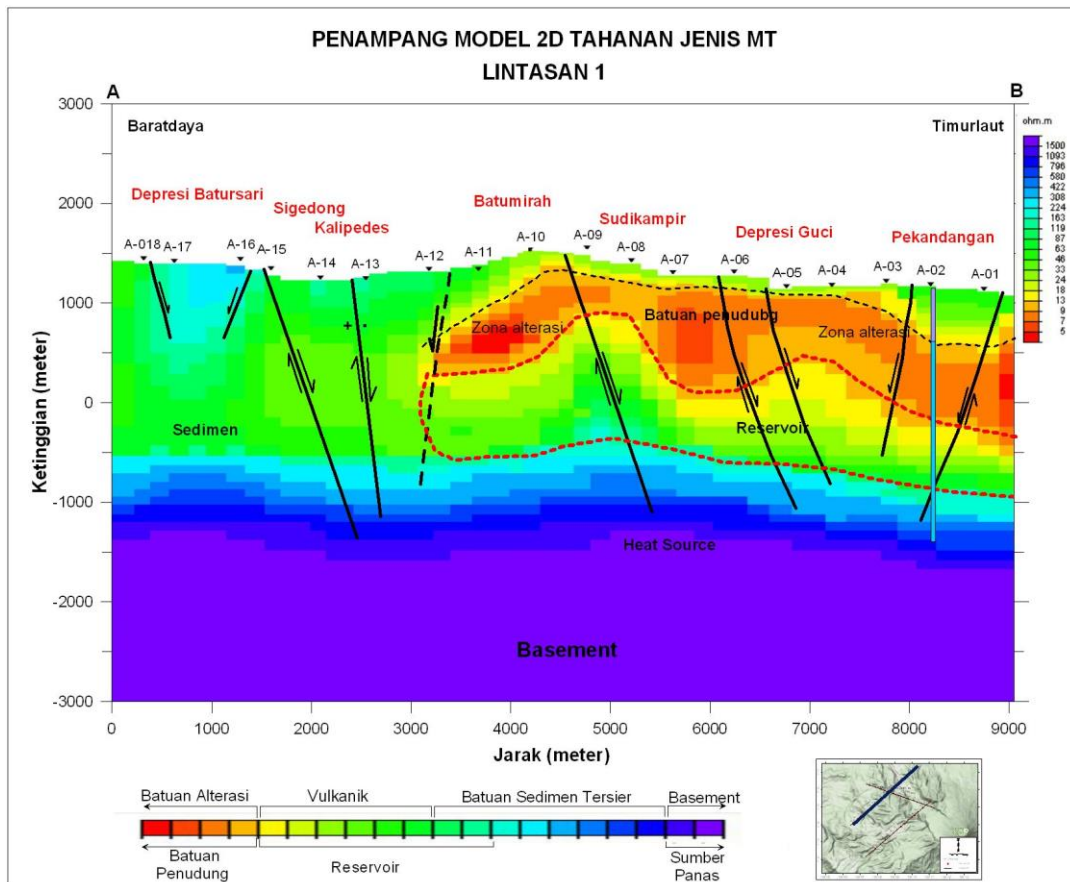 PENAMPANG MODEL 2D TAHANAN JENIS MT
LINTASAN 1
A
B
3000
Baratdaya
Timurlaut
ohm.m
1500
1093
796
580
422
308
224
163
119
87
63
46
33
24
18
13
9
7
5
2000
Depresi Batursari
Sigedong
Kalipedes
Batumirah
Sudikampir
Depresi Guci
Pekandangan
A-018
A-17
A-16
A-15
A-14
A-13
A-12
A-11
A-10
A-09
A-08
A-07
A-06
A-05
A-04
A-03
A-02
A-01
1000
+ -
Zona alterasi
Batuan penudubg
Zona alterasi
0
Sedimen
Reservoir
-1000
Heat Source
-2000
Basement
-3000
Ketinggian (meter)
0
1000
2000
3000
4000
5000
6000
7000
8000
9000
Jarak (meter)
Batuan Alterasi
Vulkanik
Batuan Sedimen Tersier
Basement
Batuan
Penudung
Reservoir
Sumber
Panas